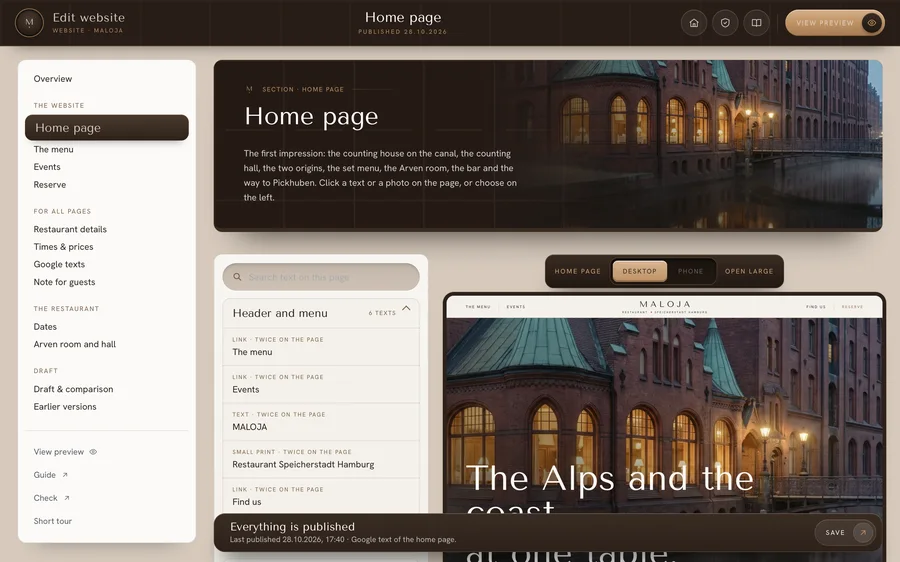 M
Edit website
WEBSITE · MALOJA
Home page
PUBLISHED 28.10.2026
VIEW PREVIEW
Overview
THE WEBSITE
Home page
The menu
Events
Reserve
FOR ALL PAGES
Restaurant details
Times & prices
Google texts
Note for guests
THE RESTAURANT
Dates
Arven room and hall
DRAFT
Draft & comparison
Earlier versions
View preview
Guide
Check
Short tour
M
SECTION · HOME PAGE
Home page
The first impression: the counting house on the canal, the counting
hall, the two origins, the set menu, the Arven room, the bar and the
way to Pickhuben. Click a text or a photo on the page, or choose on
the left.
Search text on this page
Header and menu
6 TEXTS
LINK · TWICE ON THE PAGE
The menu
LINK · TWICE ON THE PAGE
Events
TEXT · TWICE ON THE PAGE
MALOJA
SMALL PRINT · TWICE ON THE PAGE
Restaurant Speicherstadt Hamburg
LINK · TWICE ON THE PAGE
Find us
HOME PAGE
DESKTOP
PHONE
OPEN LARGE
THE MENU
EVENTS
MALOJA
RESTAURANT SPEICHERSTADT HAMBURG
FIND US
RESERVE
The Alps and the
coast
at one table.
Everything is published
Last published 28.10.2026, 17:40 · Google text of the home page.
SAVE